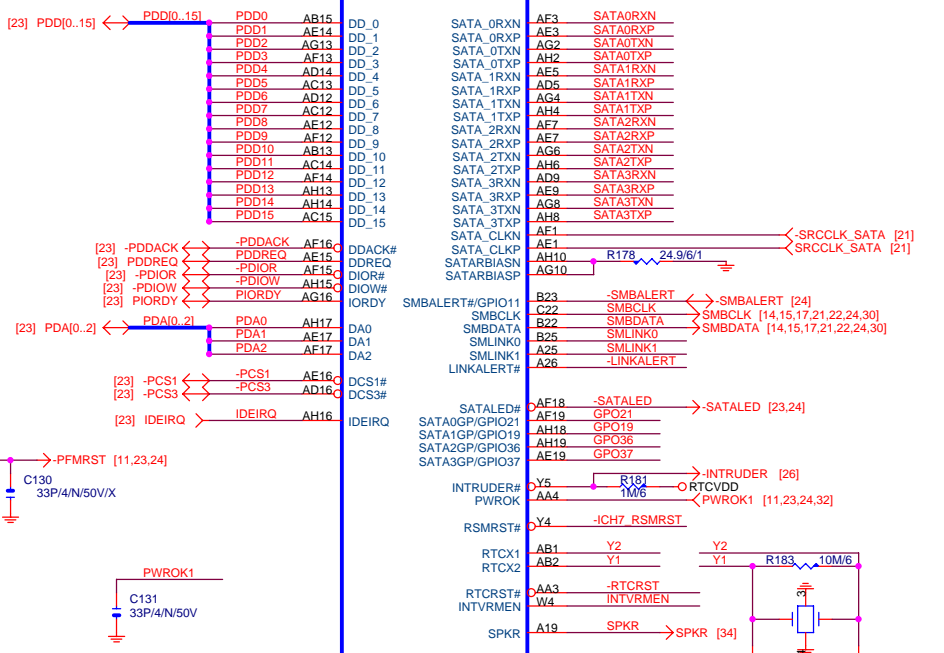 [23] PDD[0..15] PDD[0..15] PDD0 AB15 DD_0
PDD1 AE14 DD_1
PDD2 AG13 DD_2
PDD3 AF13 DD_3
PDD4 AD14 DD_4
PDD5 AC13 DD_5
PDD6 AD12 DD_6
PDD7 AC12 DD_7
PDD8 AE12 DD_8
PDD9 AF12 DD_9
PDD10 AB13 DD_10
PDD11 AC14 DD_11
PDD12 AF14 DD_12
PDD13 AH13 DD_13
PDD14 AH14 DD_14
PDD15 AC15 DD_15
[23] -PDDACK -PDDACK AF16 DDACK#
[23] PDDREQ PDDREQ AE15 DDREQ
[23] -PDIOR -PDIOR AF15 DIOR#
[23] -PDIOW -PDIOW AH15 DIOW#
[23] PIORDY PIORDY AG16 IORDY
[23] PDA[0..2] PDA[0..2] PDA0 AH17 DA0
PDA1 AE17 DA1
PDA2 AF17 DA2
[23] -PCS1 -PCS1 AE16 DCS1#
[23] -PCS3 -PCS3 AD16 DCS3#
[23] IDEIRQ IDEIRQ AH16 IDEIRQ
-PFMRST [11,23,24]
C130
33P/4/N/50V/X
PWROK1
C131
33P/4/N/50V
SATA_0RXN AF3 SATA0RXN
SATA_0RXP AE3 SATA0RXP
SATA_0TXN AG2 SATA0TXN
SATA_0TXP AH2 SATA0TXP
SATA_1RXN AE5 SATA1RXN
SATA_1RXP AD5 SATA1RXP
SATA_1TXN AG4 SATA1TXN
SATA_1TXP AH4 SATA1TXP
SATA_2RXN AF7 SATA2RXN
SATA_2RXP AE7 SATA2RXP
SATA_2TXN AG6 SATA2TXN
SATA_2TXP AH6 SATA2TXP
SATA_3RXN AD9 SATA3RXN
SATA_3RXP AE9 SATA3RXP
SATA_3TXN AG8 SATA3TXN
SATA_3TXP AH8 SATA3TXP
SATA_CLKN AF1 -SRCCLK_SATA [21]
SATA_CLKP AE1 SRCCLK_SATA [21]
SATARBIASN AH10 R178 24.9/6/1
SATARBIASP AG10
SMBALERT#/GPIO11 B23 -SMBALERT -SMBALERT [24]
SMBCLK C22 SMBCLK SMBCLK [14,15,17,21,22,24,30]
SMBDATA B22 SMBDATA SMBDATA [14,15,17,21,22,24,30]
SMLINK0 B25 SMLINK0
SMLINK1 A25 SMLINK1
LINKALERT# A26 -LINKALERT
SATALED# AF18 -SATALED -SATALED [23,24]
SATA0GP/GPIO21 AF19 GPO21
SATA1GP/GPIO19 AH18 GPO19
SATA2GP/GPIO36 AH19 GPO36
SATA3GP/GPIO37 AE19 GPO37
-INTRUDER [26]
INTRUDER# Y5 R181 1M/6 RTCVDD
PWROK AA4 PWROK1 [11,23,24,32]
RSMRST# Y4 -ICH7_RSMRST
RTCX1 AB1 Y2 Y2
RTCX2 AB2 Y1 Y1 R183 10M/6
RTCRST# AA3 -RTCRST
INTVRMEN W4 INTVRMEN
3
SPKR A19 SPKR SPKR [34]